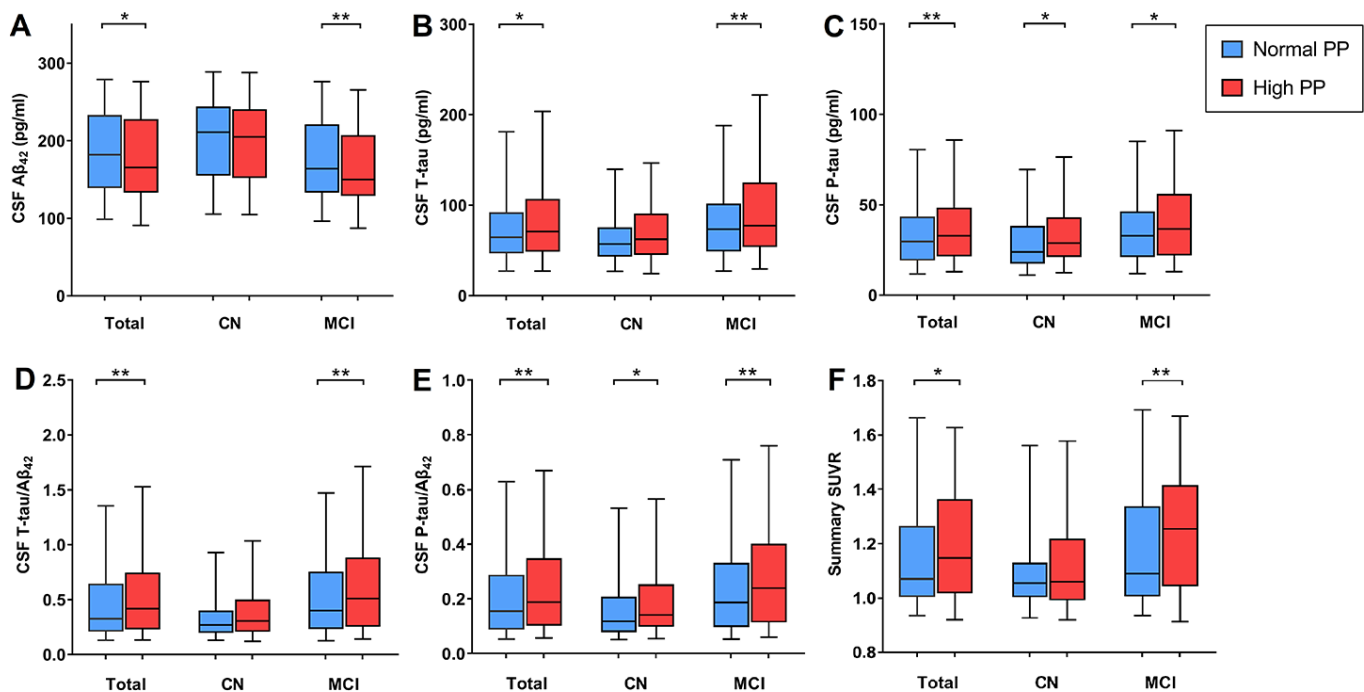 A
CSF Aβ42 (pg/ml)
300
200
100
0
* **
Total CN MCI
B
CSF T-tau (pg/ml)
300
200
100
0
* **
Total CN MCI
C
CSF P-tau (pg/ml)
150
100
50
0
** * *
Total CN MCI
Normal PP
High PP
D
CSF T-tau/Aβ42
2.5
2.0
1.5
1.0
0.5
0.0
** **
Total CN MCI
E
CSF P-tau/Aβ42
1.0
0.8
0.6
0.4
0.2
0.0
** * **
Total CN MCI
F
Summary SUVR
1.8
1.6
1.4
1.2
1.0
0.8
* **
Total CN MCI